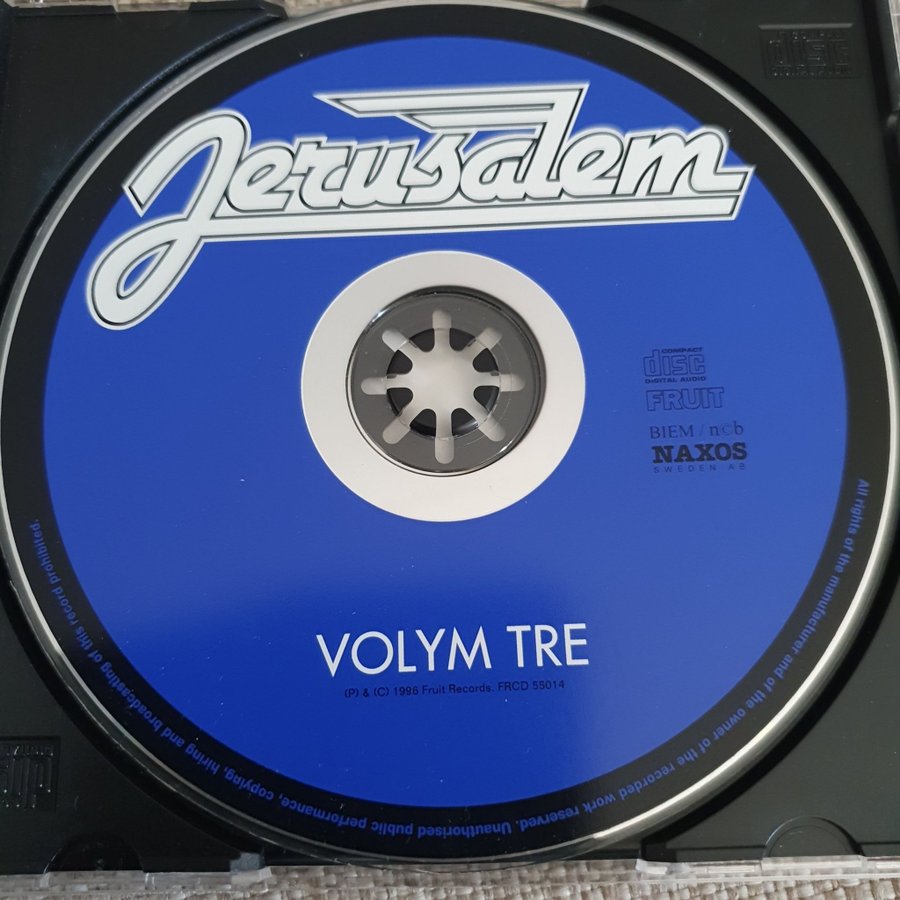 Jerusalem
COMPACT
disc
DIGITAL AUDIO
FRUIT
BIEM / n©b
NAXOS
SWEDEN AB
VOLYM TRE
(P) & (C) 1996 Fruit Records. FRCD 55014
All rights of the manufacturer and of the owner of the recorded work reserved. Unauthorised public performance, copying, hiring and broadcasting of this record prohibited.